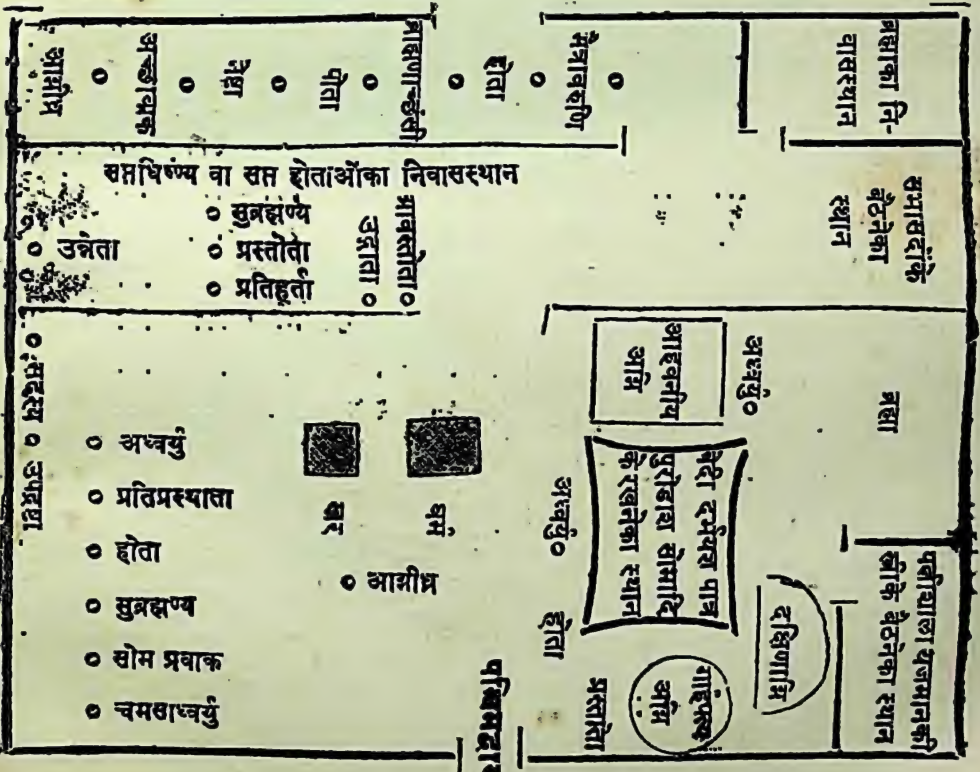 आग्नीध्र
अच्छावाक
नेष्टा
पोता
ब्राह्मणाच्छंसी
होता
मैत्रावरुणि
ब्रह्माका नि-
वासस्थान
सप्तधिष्ण्य वा सप्त होताओंका निवासस्थान
सुब्रह्मण्य
उन्नेता
प्रस्तोता
प्रतिहर्ता
ग्रावस्तोता
उद्गाता
सभासदोंके
बैठनेका
स्थान
सदस्य
उपद्रष्टा
आहवनीय
अग्नि
अध्वर्यु
ब्रह्मा
अध्वर्यु
प्रतिप्रस्थाता
होता
सुब्रह्मण्य
सोम प्रवाक
चमसाध्वर्यु
खर
घर्म
आग्नीध्र
अध्वर्यु
वेदी दर्भयज्ञ पात्र
पुरोडाश सोमादि
के रखनेका स्थान
होता
प्रस्तोता
गार्हपत्य
अग्नि
दक्षिणाग्नि
पत्नीशाला यजमानकी
स्त्रीके बैठनेका स्थान
पश्चिमद्वार